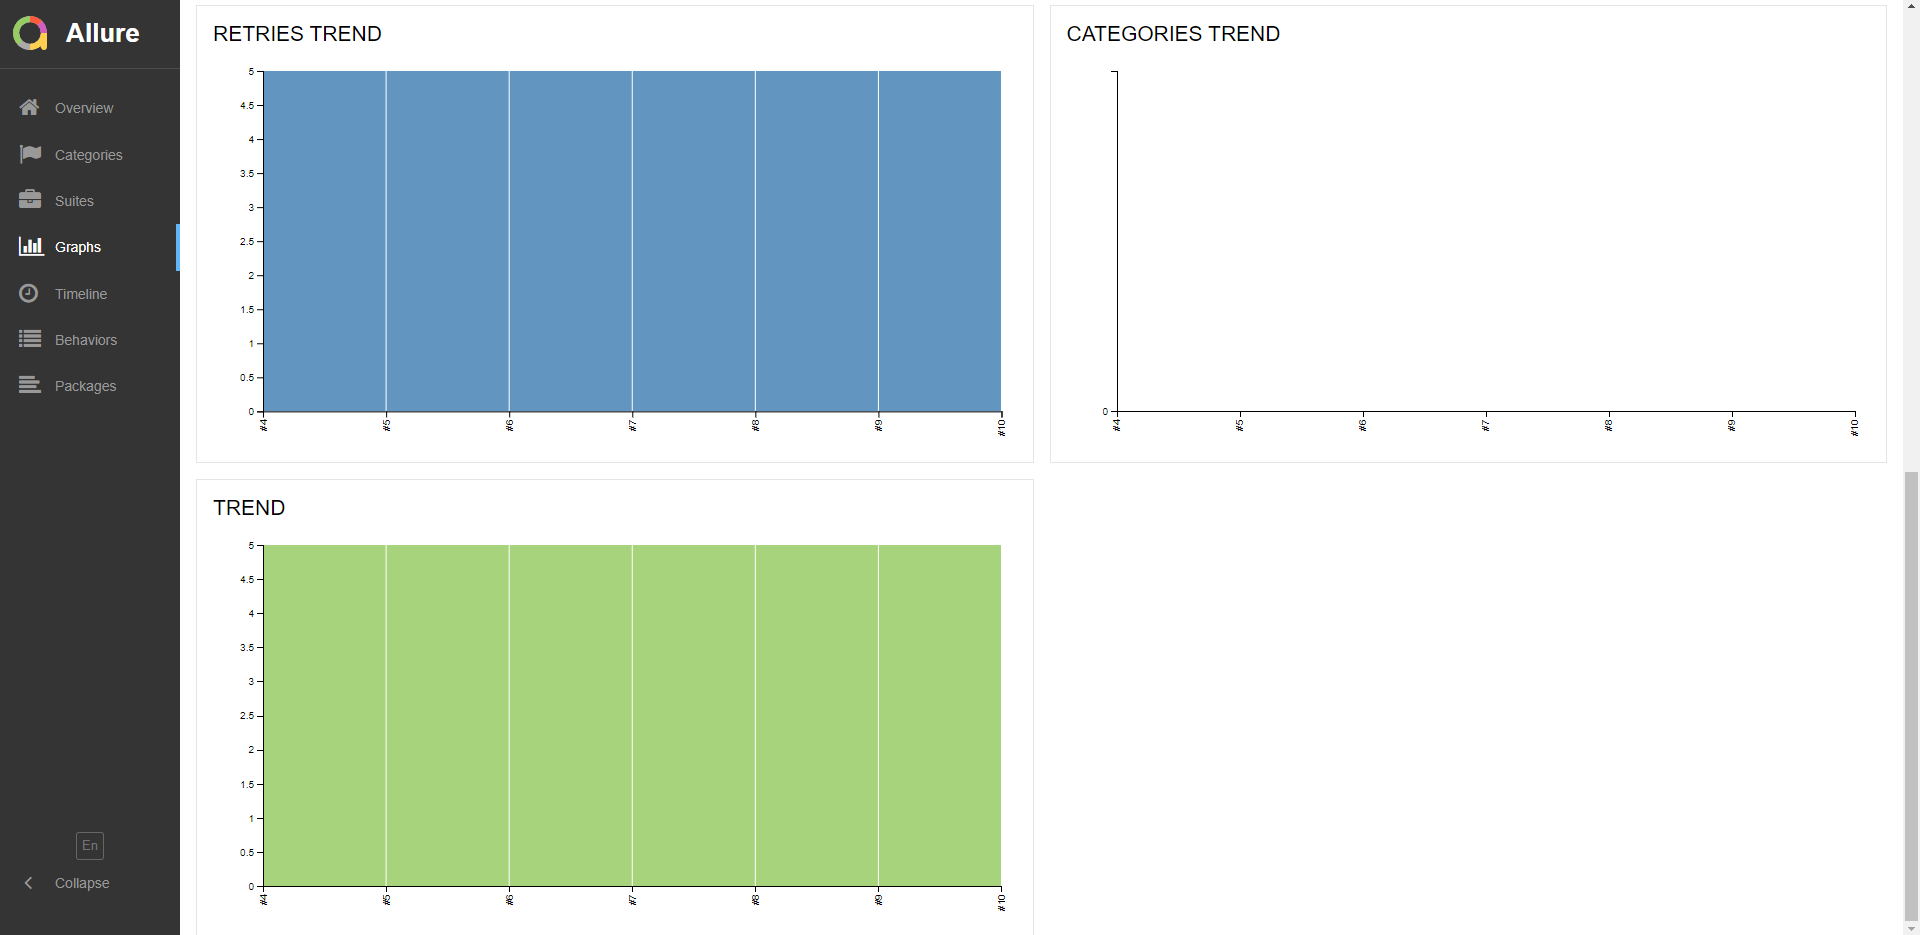 Allure
Overview
Categories
Suites
Graphs
Timeline
Behaviors
Packages
En
Collapse
RETRIES TREND
5
4.5
4
3.5
3
2.5
2
1.5
1
0.5
0
#4 #5 #6 #7 #8 #9 #10
CATEGORIES TREND
0
#4 #5 #6 #7 #8 #9 #10
TREND
5
4.5
4
3.5
3
2.5
2
1.5
1
0.5
0
#4 #5 #6 #7 #8 #9 #10